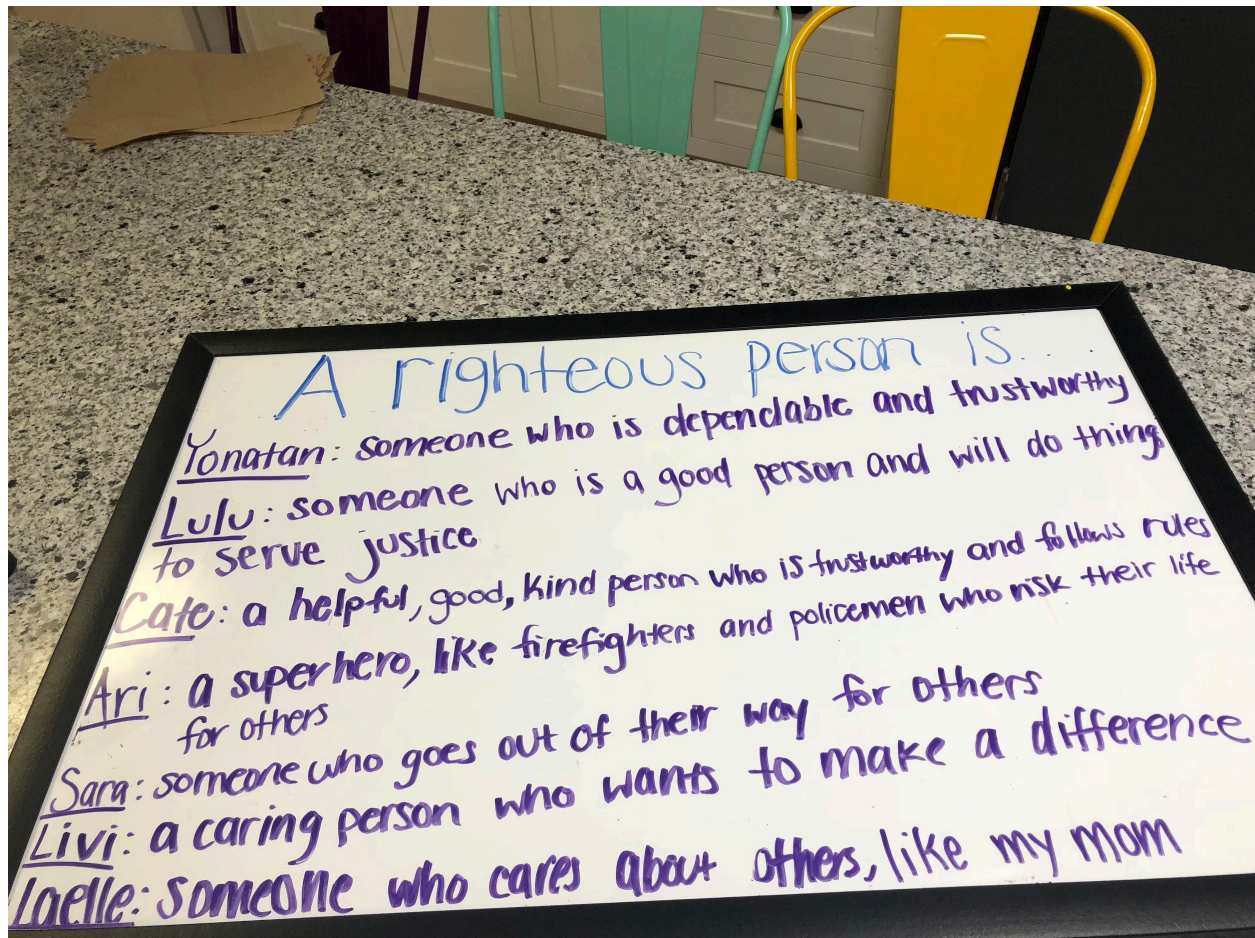 A righteous person is...
Yonatan: someone who is dependable and trustworthy
Lulu: someone who is a good person and will do things
to serve justice
Cate: a helpful, good, kind person who is trustworthy and follows rules
Ari: a superhero, like firefighters and policemen who risk their life
for others
Sara: someone who goes out of their way for others
Livi: a caring person who wants to make a difference
: someone who cares about others, like my mom